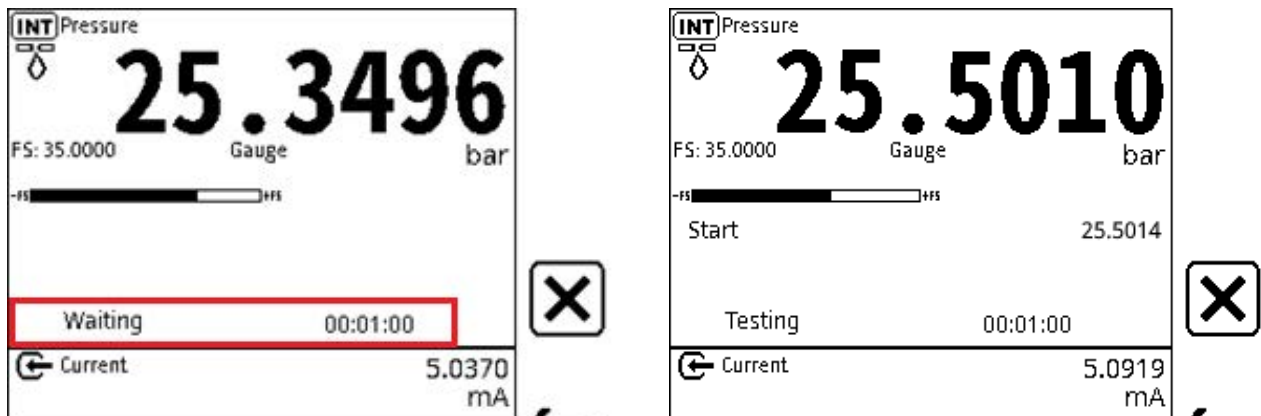 INT Pressure
25.3496
FS: 35.0000 Gauge bar
-FS +FS
Waiting 00:01:00
Current 5.0370
mA
INT Pressure
25.5010
FS: 35.0000 Gauge bar
-FS +FS
Start 25.5014
Testing 00:01:00
Current 5.0919
mA